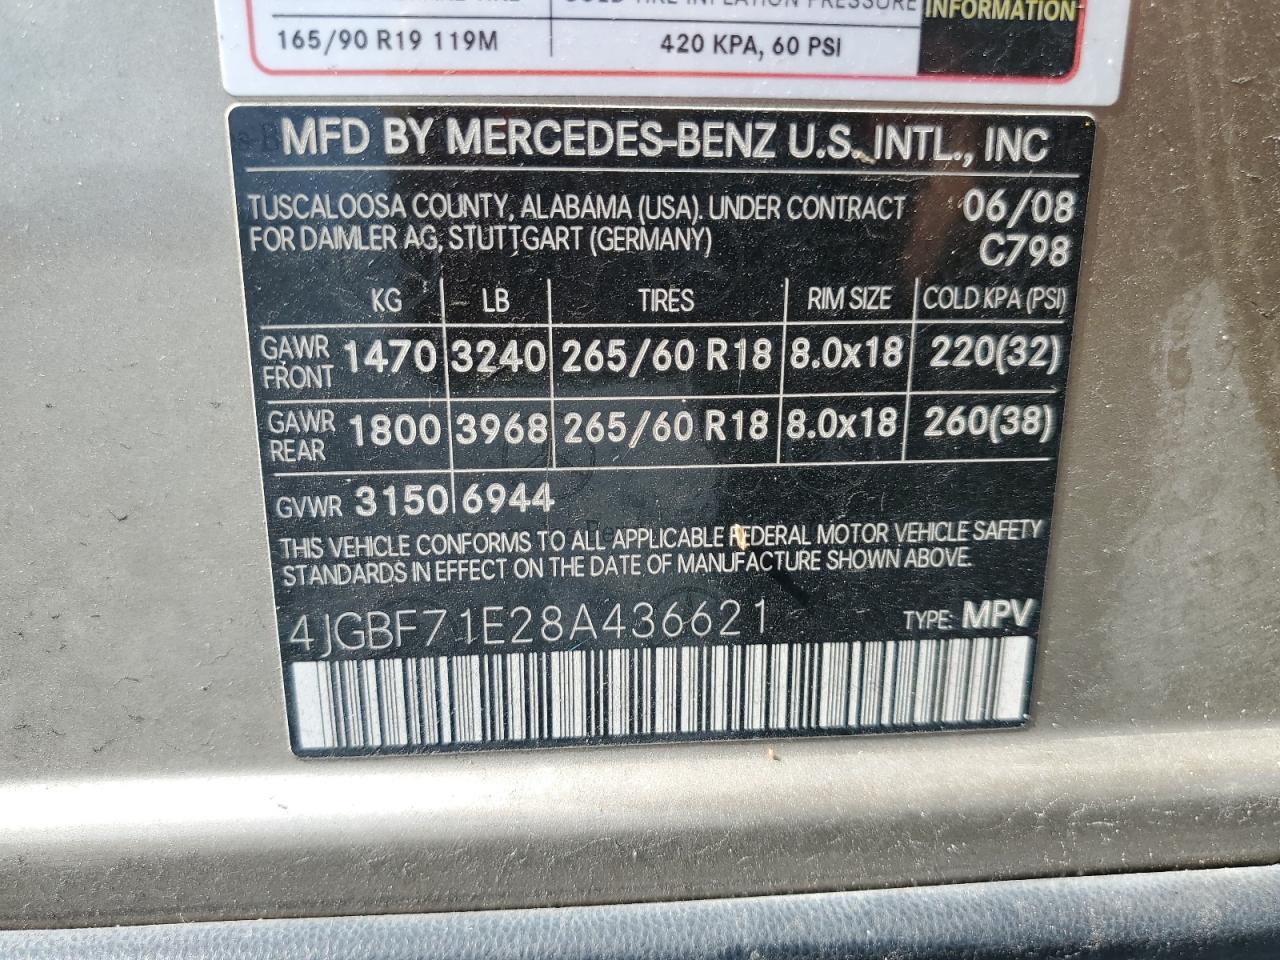 COLD TIRE INFLATION PRESSURE
INFORMATION
165/90 R19 119M
420 KPA, 60 PSI
MFD BY MERCEDES-BENZ U.S. INTL., INC
TUSCALOOSA COUNTY, ALABAMA (USA). UNDER CONTRACT 06/08
FOR DAIMLER AG, STUTTGART (GERMANY) C798
KG LB TIRES RIM SIZE COLD KPA (PSI)
GAWR FRONT 1470 3240 265/60 R18 8.0x18 220(32)
GAWR REAR 1800 3968 265/60 R18 8.0x18 260(38)
GVWR 3150 6944
THIS VEHICLE CONFORMS TO ALL APPLICABLE FEDERAL MOTOR VEHICLE SAFETY
STANDARDS IN EFFECT ON THE DATE OF MANUFACTURE SHOWN ABOVE.
4JGBF71E28A436621 TYPE: MPV